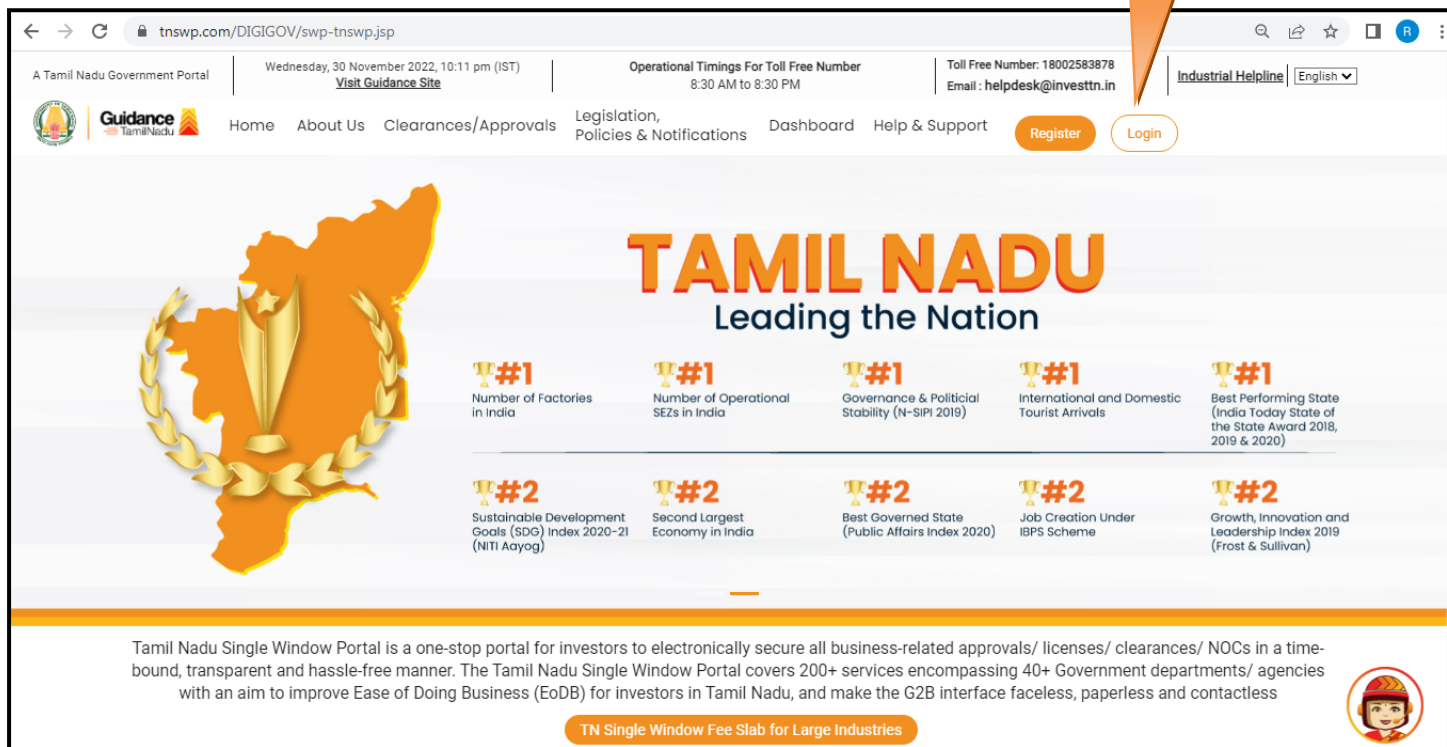 tnswp.com/DIGIGOV/swp-tnswp.jsp
R
A Tamil Nadu Government Portal
Wednesday, 30 November 2022, 10:11 pm (IST)
Visit Guidance Site
Operational Timings For Toll Free Number
8:30 AM to 8:30 PM
Toll Free Number: 18002583878
Email : helpdesk@investtn.in
Industrial Helpline
English
Guidance
TamilNadu
Home
About Us
Clearances/Approvals
Legislation,
Policies & Notifications
Dashboard
Help & Support
Register
Login
TAMIL NADU
Leading the Nation
#1
Number of Factories
in India
#1
Number of Operational
SEZs in India
#1
Governance & Politicial
Stability (N-SIPI 2019)
#1
International and Domestic
Tourist Arrivals
#1
Best Performing State
(India Today State of
the State Award 2018,
2019 & 2020)
#2
Sustainable Development
Goals (SDG) Index 2020-21
(NITI Aayog)
#2
Second Largest
Economy in India
#2
Best Governed State
(Public Affairs Index 2020)
#2
Job Creation Under
IBPS Scheme
#2
Growth, Innovation and
Leadership Index 2019
(Frost & Sullivan)
Tamil Nadu Single Window Portal is a one-stop portal for investors to electronically secure all business-related approvals/ licenses/ clearances/ NOCs in a time-
bound, transparent and hassle-free manner. The Tamil Nadu Single Window Portal covers 200+ services encompassing 40+ Government departments/ agencies
with an aim to improve Ease of Doing Business (EoDB) for investors in Tamil Nadu, and make the G2B interface faceless, paperless and contactless
TN Single Window Fee Slab for Large Industries